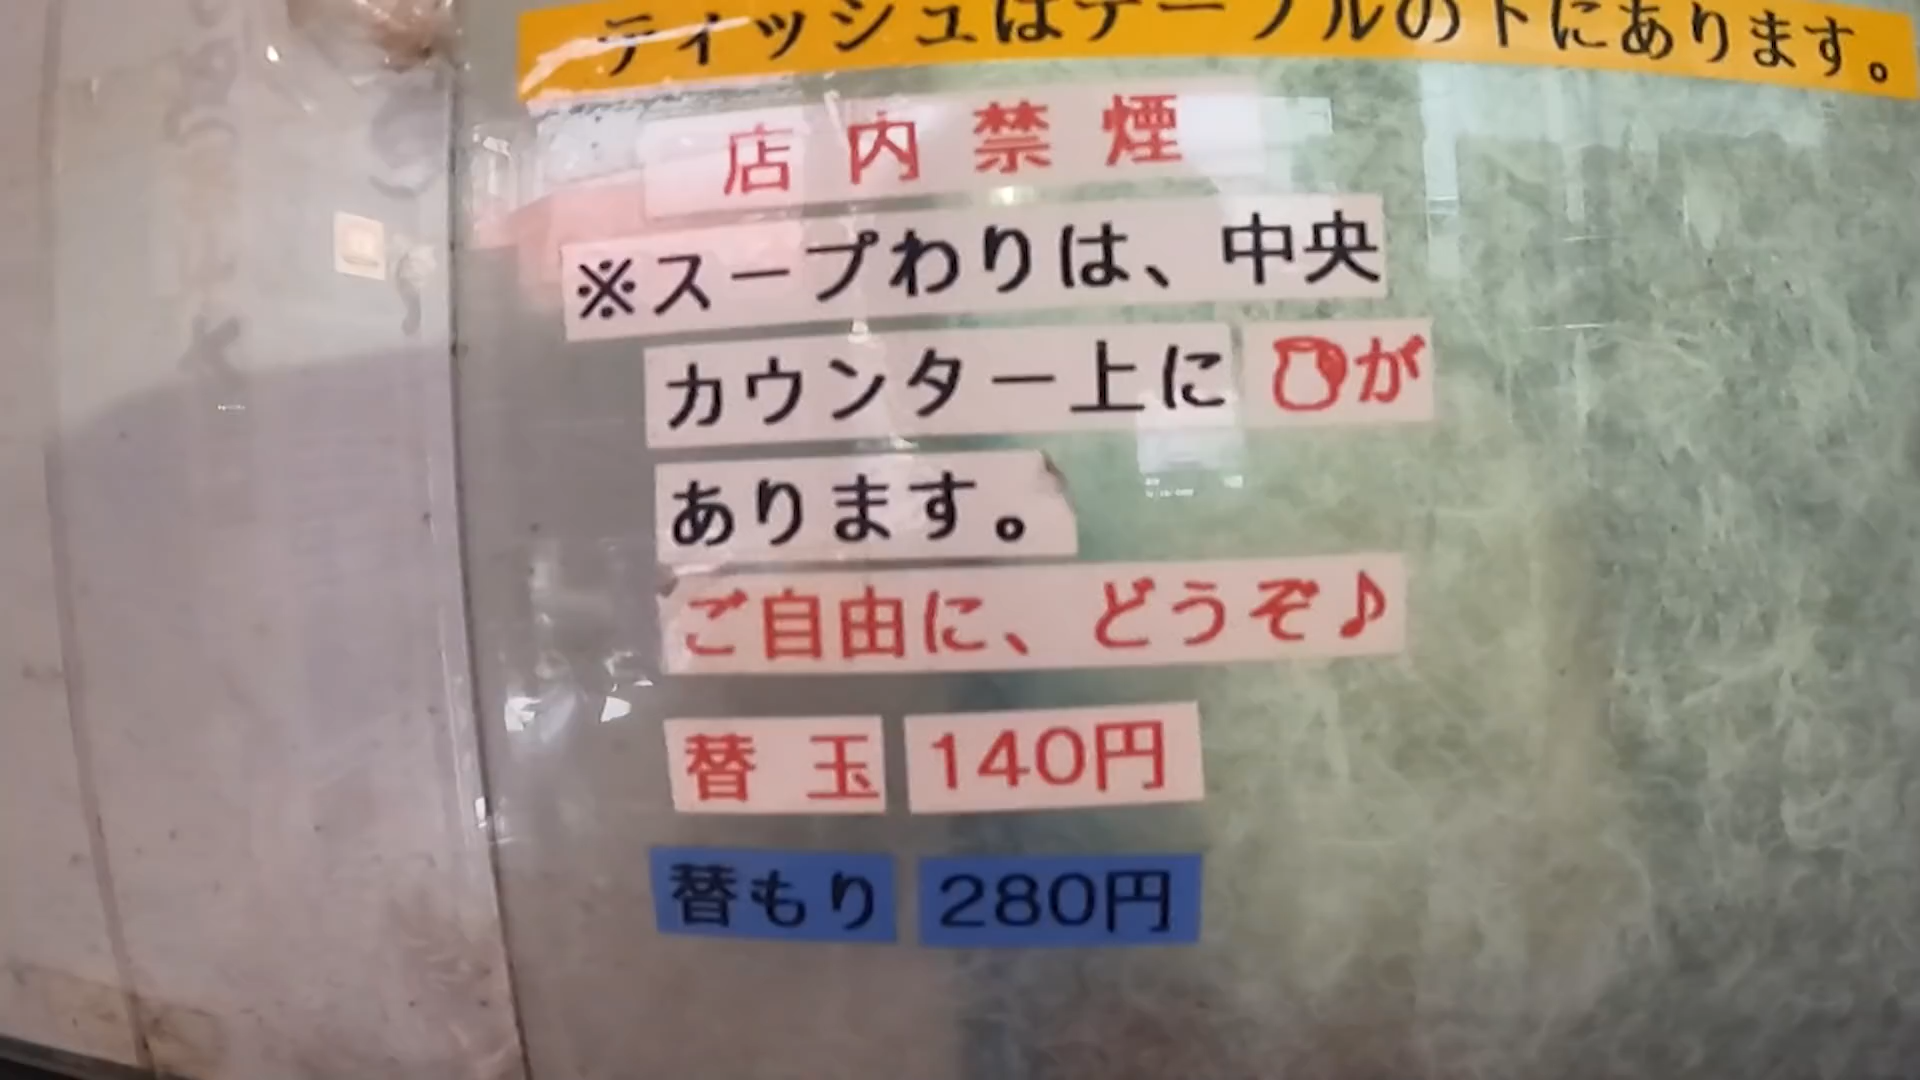 ティッシュはテーブルの下にあります。
店内禁煙
※スープわりは、中央
カウンター上に が
あります。
ご自由に、どうぞ♪
替玉 140円
替もり 280円